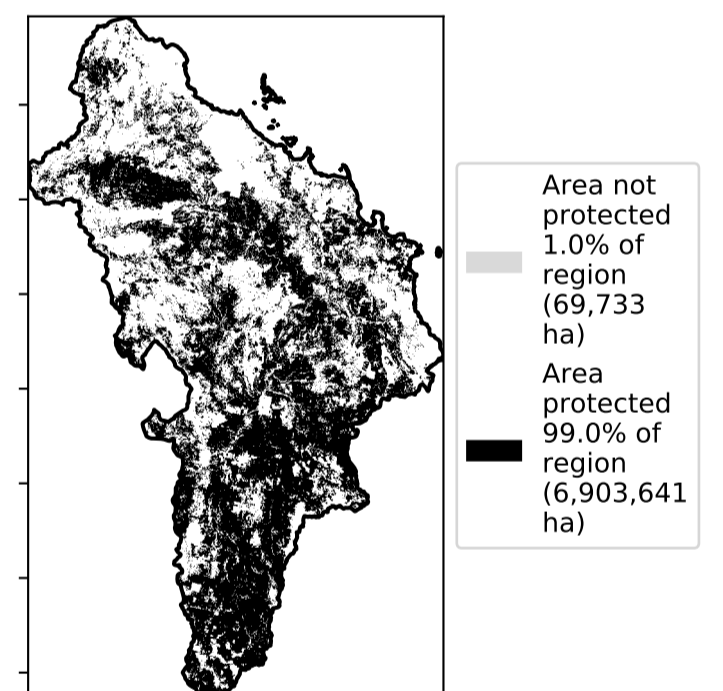 Area not
protected
1.0% of
region
(69,733
ha)
Area
protected
99.0% of
region
(6,903,641
ha)